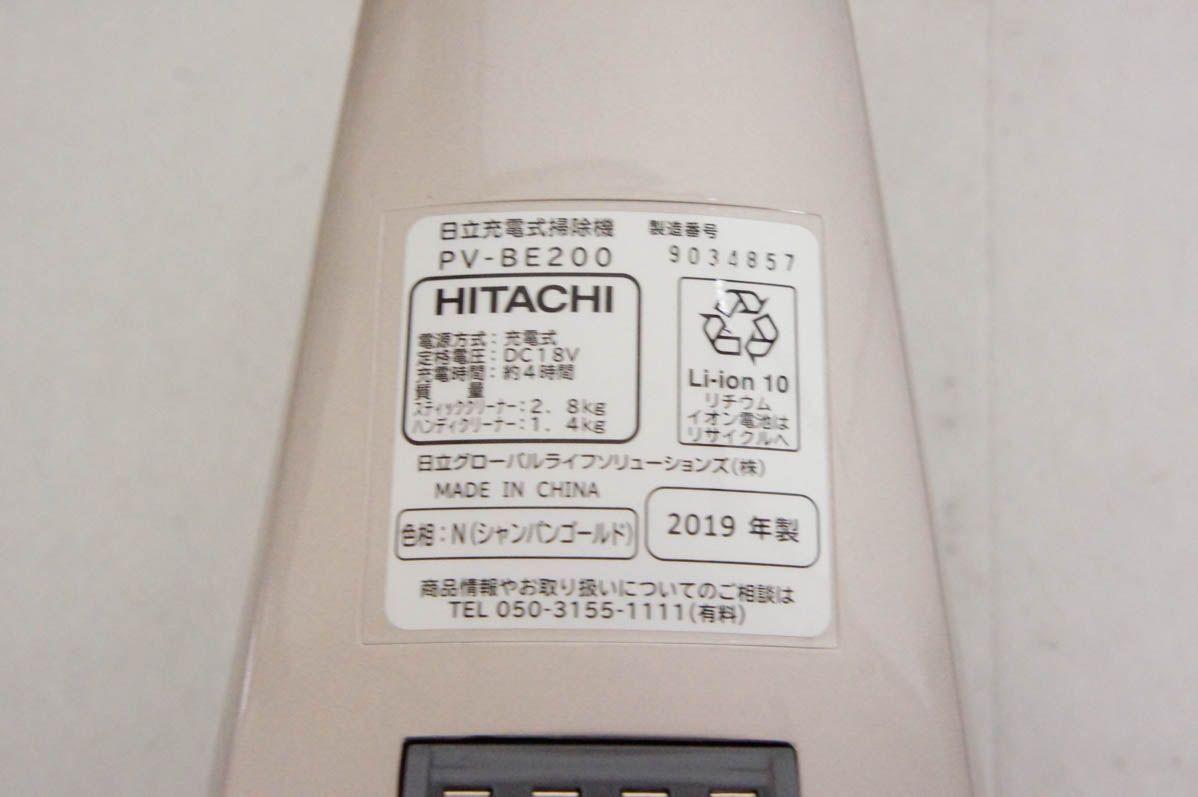 日立充電式掃除機
PV-BE200
製造番号
9034857
HITACHI
電源方式：充電式
定格電圧：DC18V
充電時間：約4時間
質　量
スティッククリーナー：2．8kg
ハンディクリーナー：1．4kg
Li-ion 10
リチウム
イオン電池は
リサイクルへ
日立グローバルライフソリューションズ(株)
MADE IN CHINA
色相：N(シャンパンゴールド)
2019 年製
商品情報やお取り扱いについてのご相談は
TEL 050-3155-1111(有料)